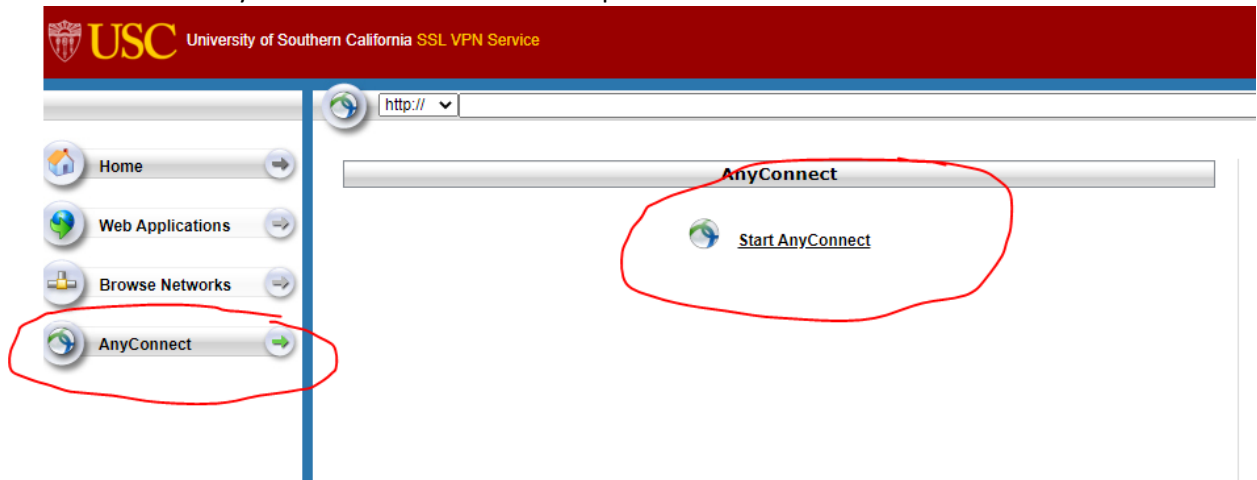 USC University of Southern California SSL VPN Service
http://
Home
AnyConnect
Web Applications
Start AnyConnect
Browse Networks
AnyConnect